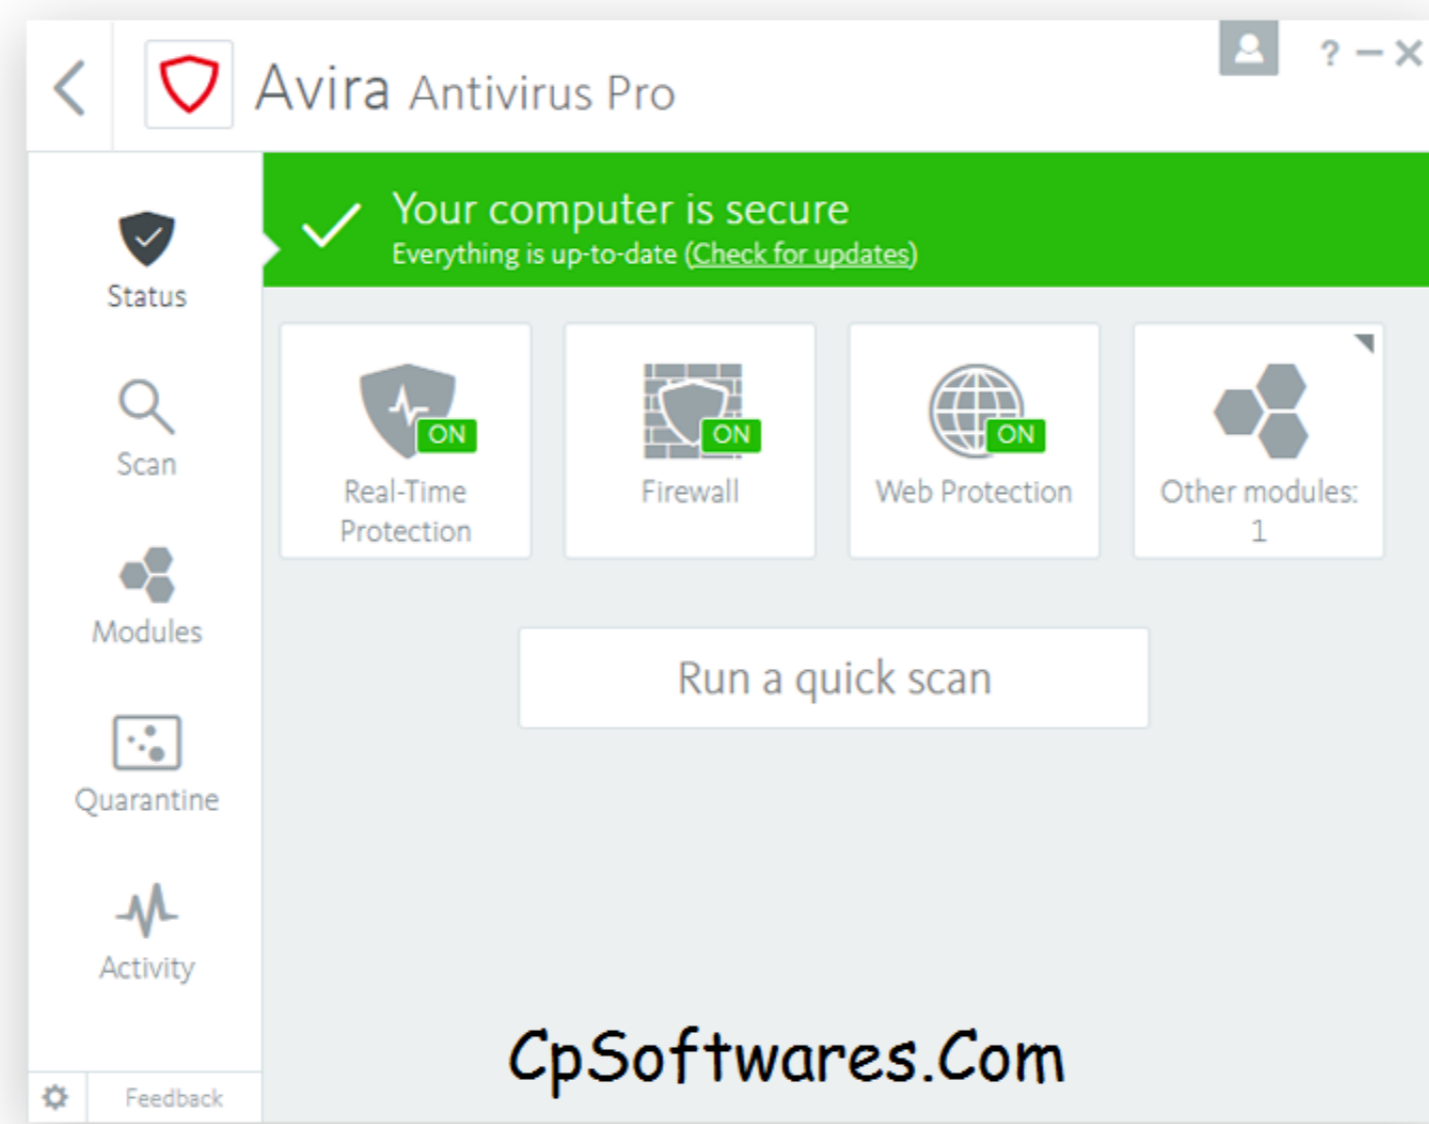 Avira Antivirus Pro
?
Your computer is secure
Everything is up-to-date (Check for updates)
Status
Scan
Modules
Quarantine
Activity
ON
Real-Time
Protection
ON
Firewall
ON
Web Protection
Other modules:
1
Run a quick scan
CpSoftwares.Com
Feedback